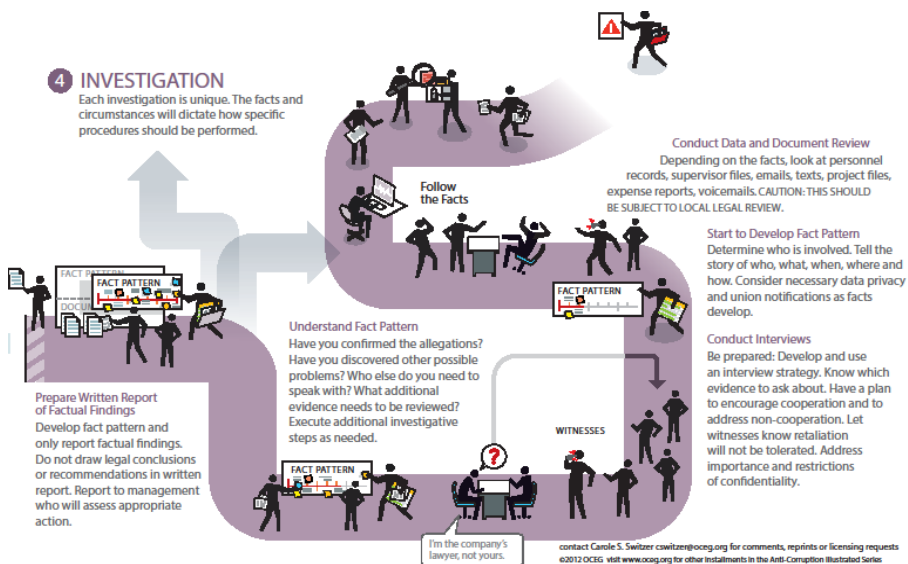 4 INVESTIGATION
Each investigation is unique. The facts and
circumstances will dictate how specific
procedures should be performed.
Conduct Data and Document Review
Depending on the facts, look at personnel
records, supervisor files, emails, texts, project files,
expense reports, voicemails. CAUTION: THIS SHOULD
BE SUBJECT TO LOCAL LEGAL REVIEW.
Follow
the Facts
Start to Develop Fact Pattern
Determine who is involved. Tell the
story of who, what, when, where and
how. Consider necessary data privacy
and union notifications as facts
develop.
FACT PATTERN
Conduct Interviews
Be prepared: Develop and use
an interview strategy. Know which
evidence to ask about. Have a plan
to encourage cooperation and to
address non-cooperation. Let
witnesses know retaliation
will not be tolerated. Address
importance and restrictions
of confidentiality.
WITNESSES
?
I'm the company's
lawyer, not yours.
Understand Fact Pattern
Have you confirmed the allegations?
Have you discovered other possible
problems? Who else do you need to
speak with? What additional
evidence needs to be reviewed?
Execute additional investigative
steps as needed.
FACT PATTERN
FACT PATTERN
FACT PATTERN
Prepare Written Report
of Factual Findings
Develop fact pattern and
only report factual findings.
Do not draw legal conclusions
or recommendations in written
report. Report to management
who will assess appropriate
action.
contact Carole S. Switzer cswitzer@oceg.org for comments, reprints or licensing requests
©2012 OCEG visit www.oceg.org for other installments in the Anti-Corruption Illustrated Series